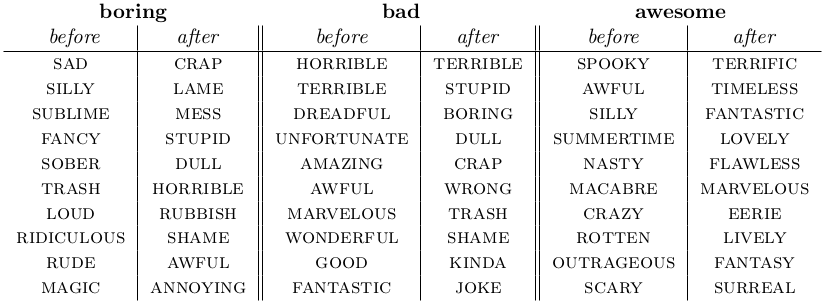 boring bad awesome
before after before after before after
SAD CRAP HORRIBLE TERRIBLE SPOOKY TERRIFIC
SILLY LAME TERRIBLE STUPID AWFUL TIMELESS
SUBLIME MESS DREADFUL BORING SILLY FANTASTIC
FANCY STUPID UNFORTUNATE DULL SUMMERTIME LOVELY
SOBER DULL AMAZING CRAP NASTY FLAWLESS
TRASH HORRIBLE AWFUL WRONG MACABRE MARVELOUS
LOUD RUBBISH MARVELOUS TRASH CRAZY EERIE
RIDICULOUS SHAME WONDERFUL SHAME ROTTEN LIVELY
RUDE AWFUL GOOD KINDA OUTRAGEOUS FANTASY
MAGIC ANNOYING FANTASTIC JOKE SCARY SURREAL